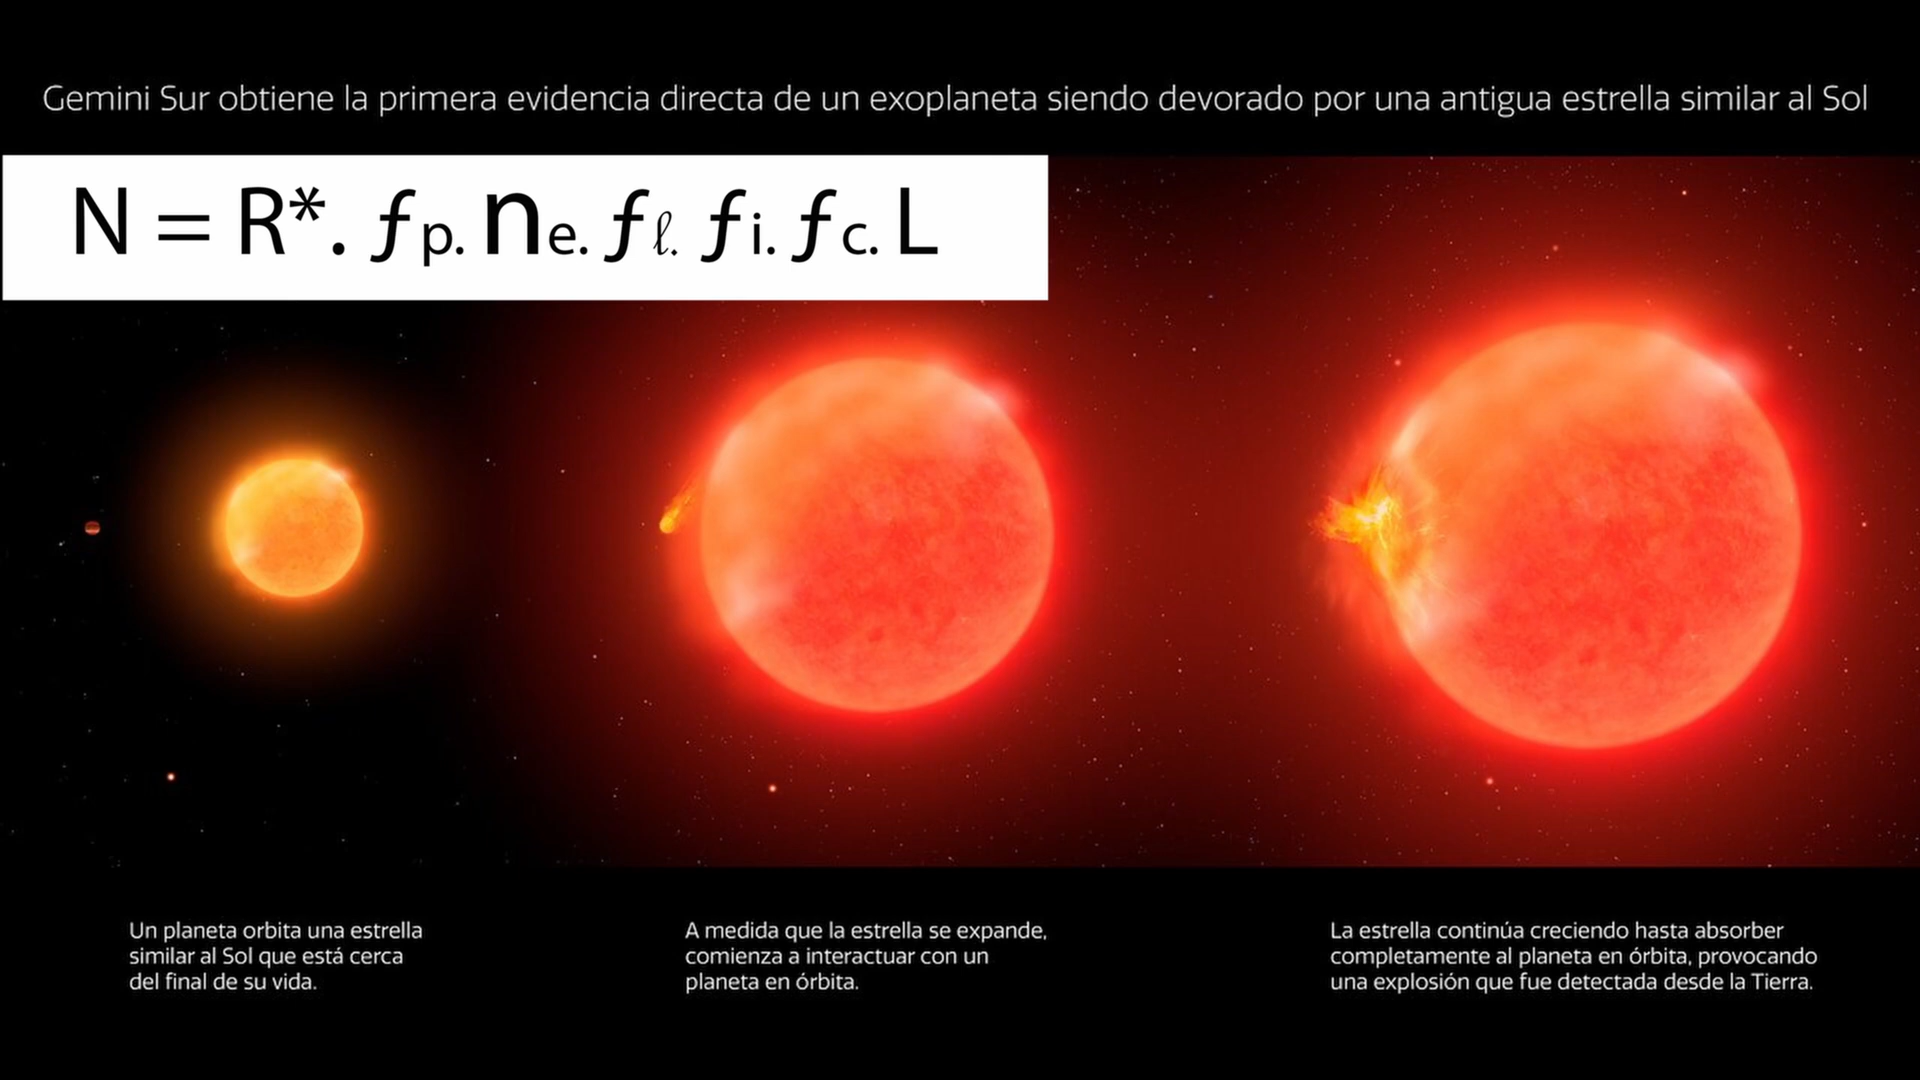 Gemini Sur obtiene la primera evidencia directa de un exoplaneta siendo devorado por una antigua estrella similar al Sol
N = R*. ƒp. ne. ƒℓ. ƒi. ƒc. L
Un planeta orbita una estrella
similar al Sol que está cerca
del final de su vida.
A medida que la estrella se expande,
comienza a interactuar con un
planeta en órbita.
La estrella continúa creciendo hasta absorber
completamente al planeta en órbita, provocando
una explosión que fue detectada desde la Tierra.